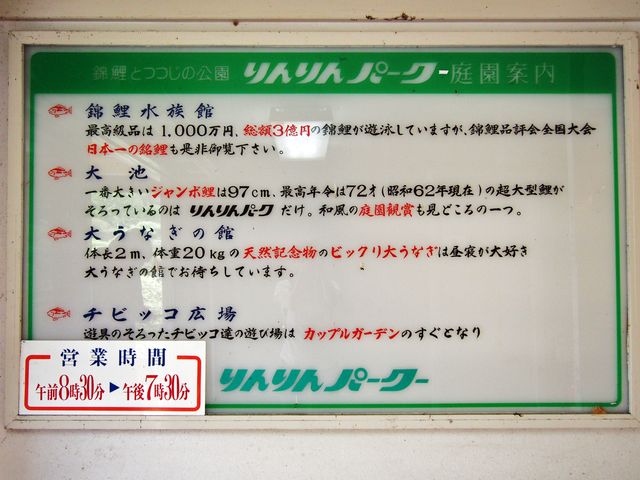 錦鯉とつつじの公園 りんりんパーク-庭園案内
錦鯉水族館
最高級品は1,000万円、総額3億円の錦鯉が遊泳していますが、錦鯉品評会全国大会
日本一の銘鯉も是非御覧下さい。
大池
一番大きいジャンボ鯉は97cm、最高年令は72才(昭和62年現在)の超大型鯉が
そろっているのは りんりんパーク だけ。和風の庭園観賞も見どころの一つ。
大うなぎの館
体長2m、体重20kgの天然記念物のビックリ大うなぎは昼寝が大好き
大うなぎの館でお待ちしています。
チビッコ広場
遊具のそろったチビッコ達の遊び場は カップルガーデンのすぐとなり
営業時間
午前8時30分▶午後7時30分
りんりんパーク